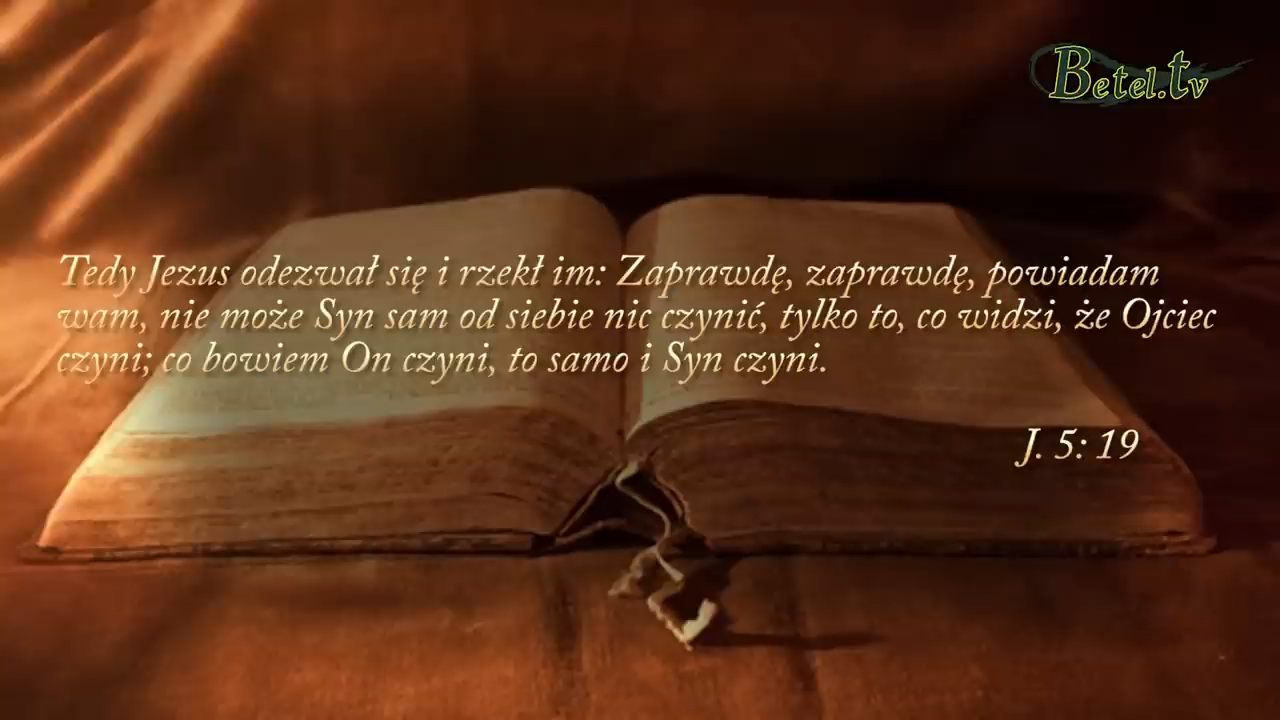 Betel.tv
Tedy Jezus odezwał się i rzekł im: Zaprawdę, zaprawdę, powiadam
wam, nie może Syn sam od siebie nic czynić, tylko to, co widzi, że Ojciec
czyni; co bowiem On czyni, to samo i Syn czyni.
J. 5: 19